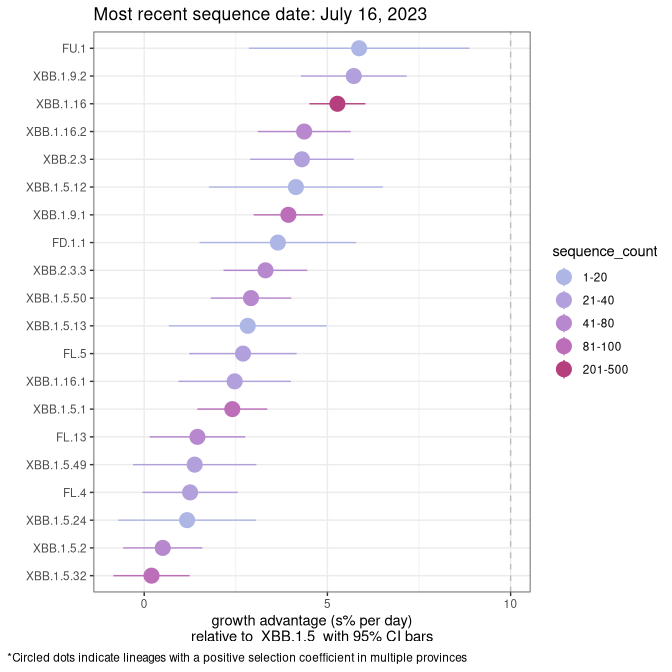 Most recent sequence date: July 16, 2023
FU.1
XBB.1.9.2
XBB.1.16
XBB.1.16.2
XBB.2.3
XBB.1.5.12
XBB.1.9.1
FD.1.1
XBB.2.3.3
XBB.1.5.50
XBB.1.5.13
FL.5
XBB.1.16.1
XBB.1.5.1
FL.13
XBB.1.5.49
FL.4
XBB.1.5.24
XBB.1.5.2
XBB.1.5.32
0 5 10
growth advantage (s% per day)
relative to XBB.1.5 with 95% CI bars
sequence_count
1-20
21-40
41-80
81-100
201-500
*Circled dots indicate lineages with a positive selection coefficient in multiple provinces